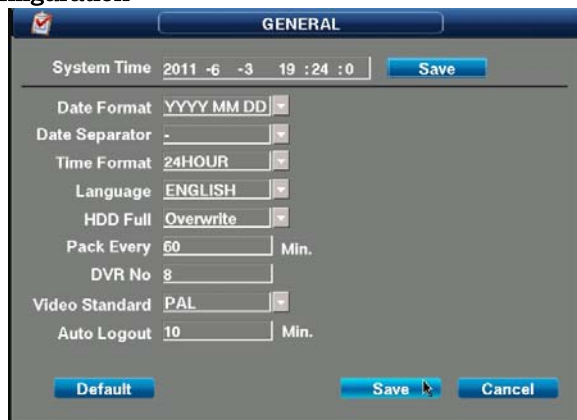 GENERAL
System Time 2011 -6 -3 19 :24 :0 Save
Date Format YYYY MM DD
Date Separator -
Time Format 24HOUR
Language ENGLISH
HDD Full Overwrite
Pack Every 60 Min.
DVR No 8
Video Standard PAL
Auto Logout 10 Min.
Default Save Cancel